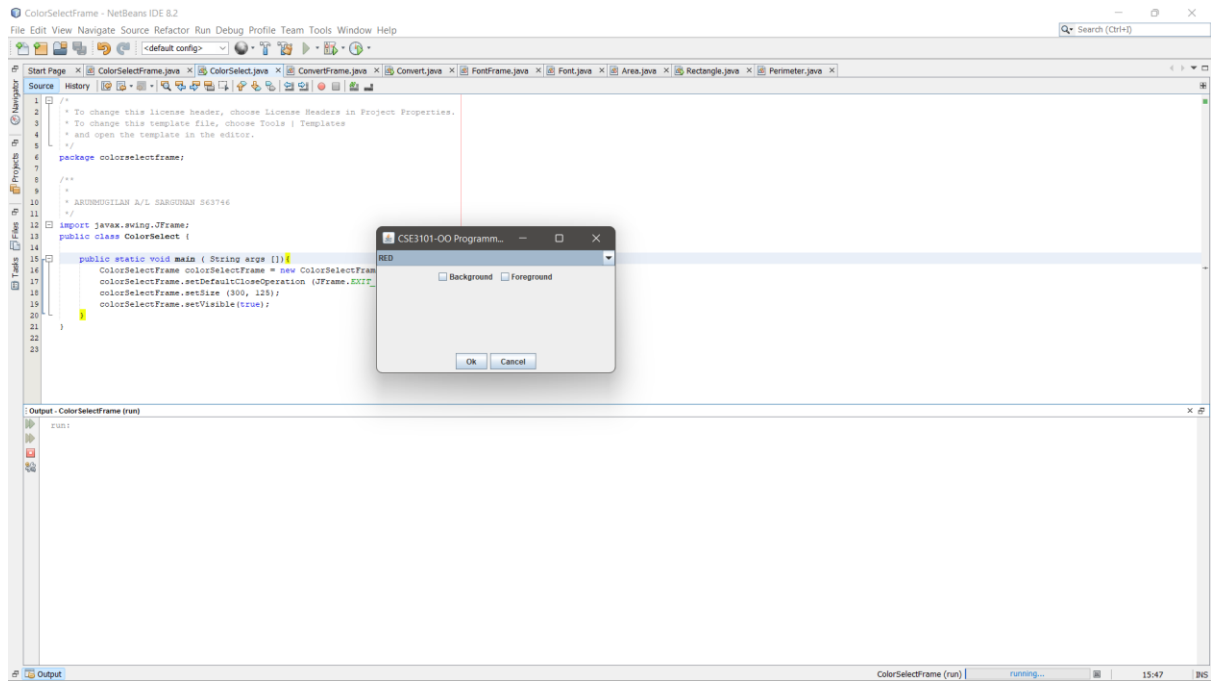 ColorSelectFrame - NetBeans IDE 8.2
File Edit View Navigate Source Refactor Run Debug Profile Team Tools Window Help
Search (Ctrl+I)
<default config>
Start Page ColorSelectFrame.java ColorSelect.java ConvertFrame.java Convert.java FontFrame.java Font.java Area.java Rectangle.java Perimeter.java
Source History
Navigator
Projects
Files
Tasks
1 /*
2 * To change this license header, choose License Headers in Project Properties.
3 * To change this template file, choose Tools | Templates
4 * and open the template in the editor.
5 */
6 package colorselectframe;
7
8 /**
9 *
10 * ARUNMUGILAN A/L SARGUNAN S63746
11 */
12 import javax.swing.JFrame;
13 public class ColorSelect {
14
15 public static void main ( String args []){
16 ColorSelectFrame colorSelectFrame = new ColorSelectFram
17 colorSelectFrame.setDefaultCloseOperation (JFrame.EXIT_
18 colorSelectFrame.setSize (300, 125);
19 colorSelectFrame.setVisible(true);
20 }
21 }
22
23
CSE3101-OO Programm...
RED
Background Foreground
Ok Cancel
Output - ColorSelectFrame (run)
run:
Output
ColorSelectFrame (run) running... 15:47 INS